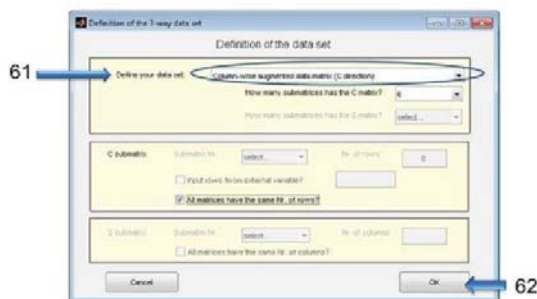 Definition of the 3-way data set
Definition of the data set
61
Define your data set:
Column-wise augmented data matrix (C direction)
How many submatrices has the C matrix?
6
How many submatrices has the S matrix?
select...
C submatrix
Submatrix Nr.
select...
Nr. of rows
Input rows from external variable?
All matrices have the same Nr. of rows?
S submatrix
Submatrix Nr.
select...
Nr. of columns
All matrices have the same Nr. of columns?
Cancel
OK
62